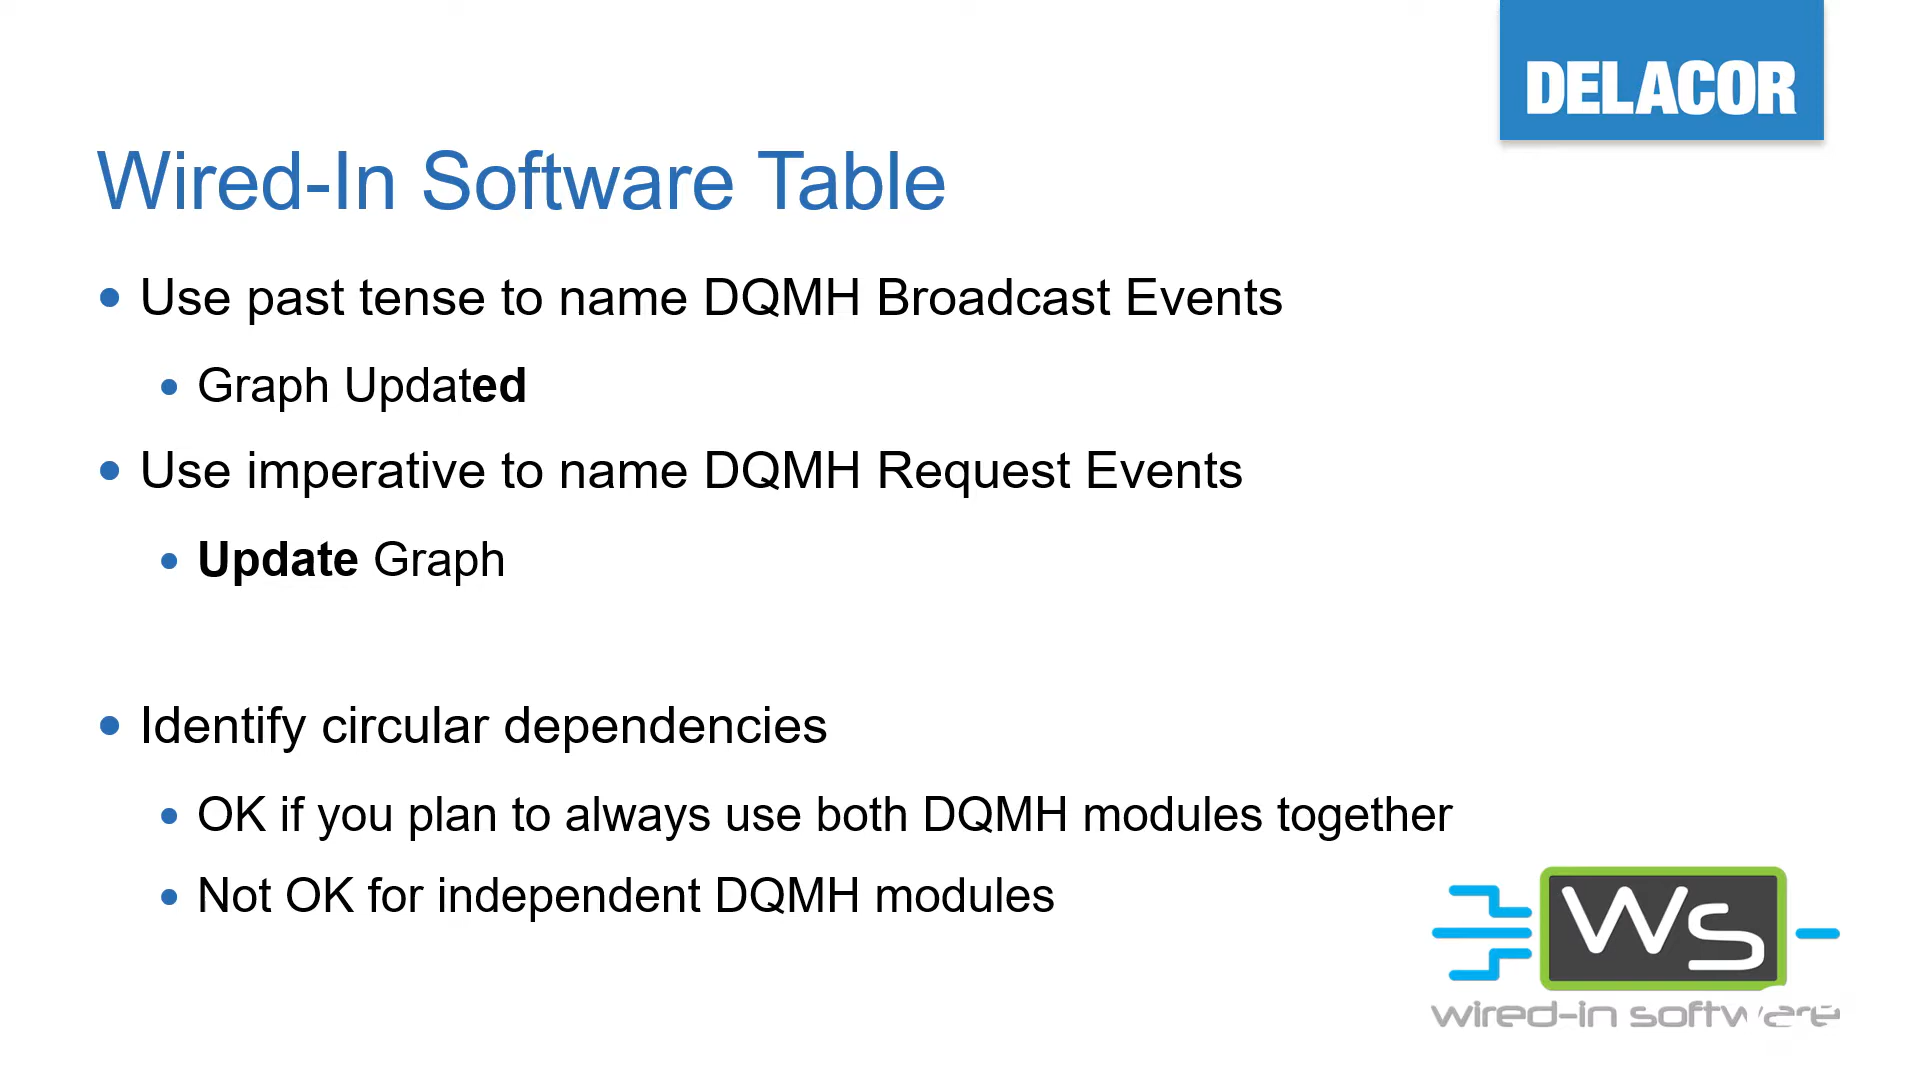 DELACOR
Wired-In Software Table
Use past tense to name DQMH Broadcast Events
Graph Updated
Use imperative to name DQMH Request Events
Update Graph
Identify circular dependencies
OK if you plan to always use both DQMH modules together
Not OK for independent DQMH modules
WS
wired-in software